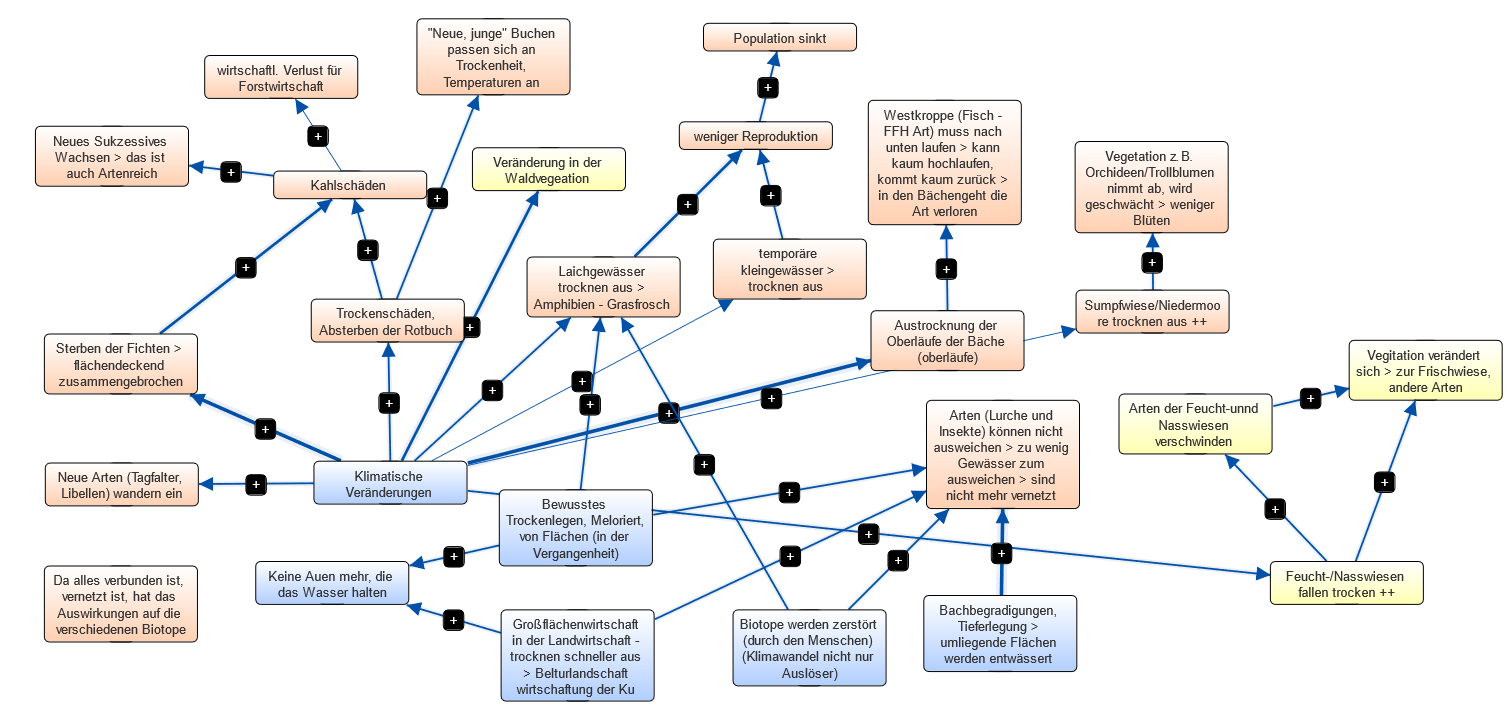 "Neue, junge" Buchen
passen sich an
Trockenheit,
Temperaturen an
Population sinkt
wirtschaftl. Verlust für
Forstwirtschaft
+
+
Westkroppe (Fisch -
FFH Art) muss nach
unten laufen > kann
kaum hochlaufen,
kommt kaum zurück >
in den Bächengeht die
Art verloren
Neues Sukzessives
Wachsen > das ist
auch Artenreich
weniger Reproduktion
Vegetation z.B.
Orchideen/Trollblumen
nimmt ab, wird
geschwächt > weniger
Blüten
+
Kahlschäden
Veränderung in der
Waldvegeation
+
+
+
+
+
+
+
Laichgewässer
trocknen aus >
Amphibien - Grasfrosch
temporäre
kleingewässer >
trocknen aus
Trockenschäden,
Absterben der Rotbuch
+
Sumpfwiese/Niedermoo
re trocknen aus ++
Austrocknung der
Oberläufe der Bäche
(oberläufe)
Sterben der Fichten >
flächendeckend
zusammengebrochen
Vegitation verändert
sich > zur Frischwiese,
andere Arten
+
+
+
+
+
+
+
+
Arten der Feucht-unnd
Nasswiesen
verschwinden
Arten (Lurche und
Insekte) können nicht
ausweichen > zu wenig
Gewässer zum
ausweichen > sind
nicht mehr vernetzt
+
Neue Arten (Tagfalter,
Libellen) wandern ein
+
Klimatische
Veränderungen
+
+
+
Bewusstes
Trockenlegen, Meloriert,
von Flächen (in der
Vergangenheit)
+
+
+
+
+
+
Keine Auen mehr, die
das Wasser halten
Feucht-/Nasswiesen
fallen trocken ++
Da alles verbunden ist,
vernetzt ist, hat das
Auswirkungen auf die
verschiedenen Biotope
+
Großflächenwirtschaft
in der Landwirtschaft -
trocknen schneller aus
> Belturlandschaft
wirtschaftung der Ku
Biotope werden zerstört
(durch den Menschen)
(Klimawandel nicht nur
Auslöser)
Bachbegradigungen,
Tieferlegung >
umliegende Flächen
werden entwässert